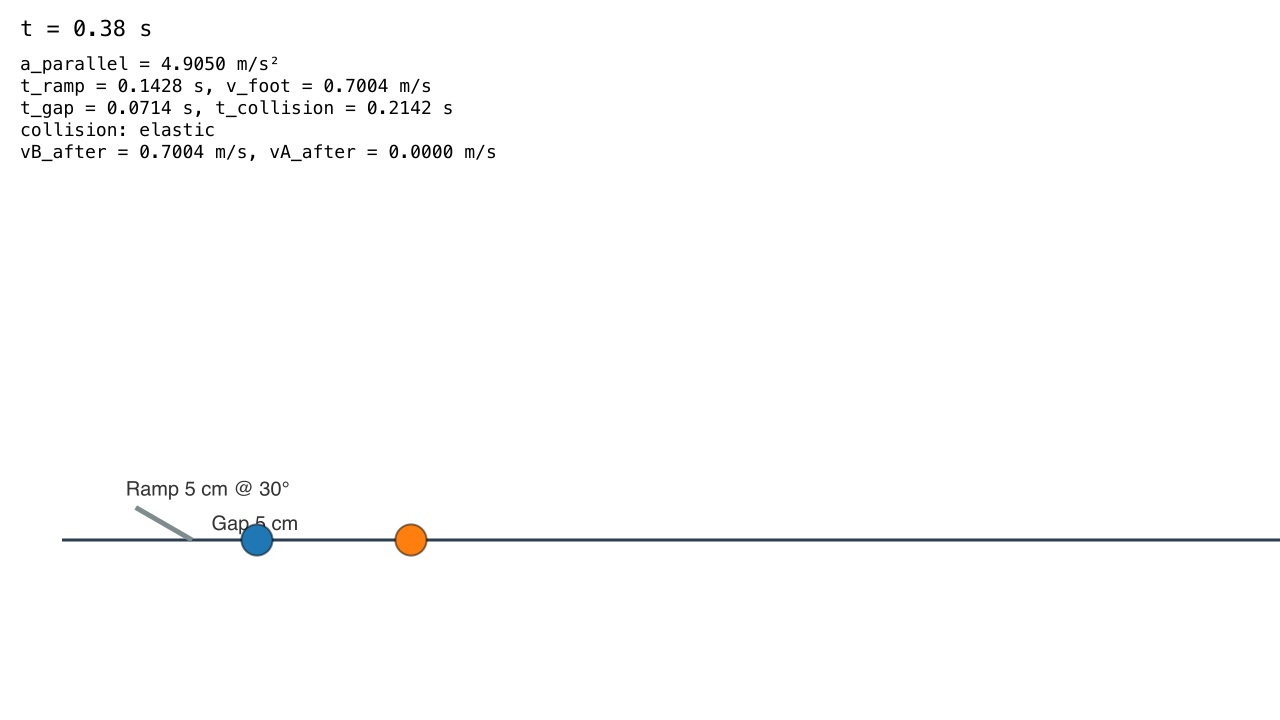 t = 0.38 s
a_parallel = 4.9050 m/s²
t_ramp = 0.1428 s, v_foot = 0.7004 m/s
t_gap = 0.0714 s, t_collision = 0.2142 s
collision: elastic
vB_after = 0.7004 m/s, vA_after = 0.0000 m/s
Ramp 5 cm @ 30°
Gap 5 cm